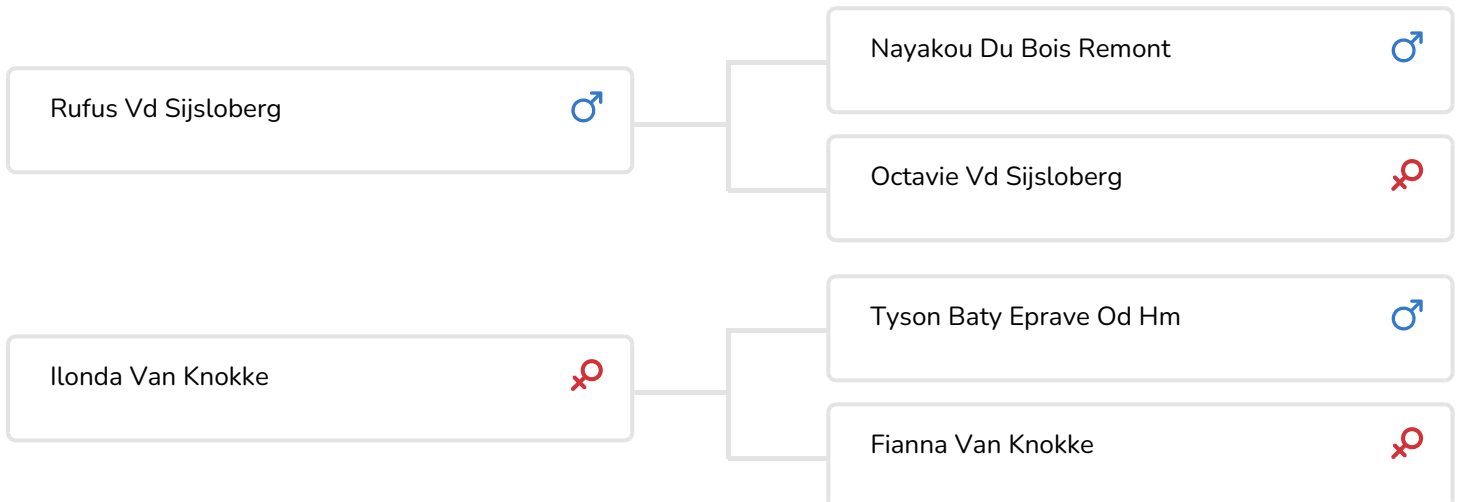 Rufus Vd Sijsloberg
Nayakou Du Bois Remont
Octavie Vd Sijsloberg
Ilonda Van Knokke
Tyson Baty Eprave Od Hm
Fianna Van Knokke